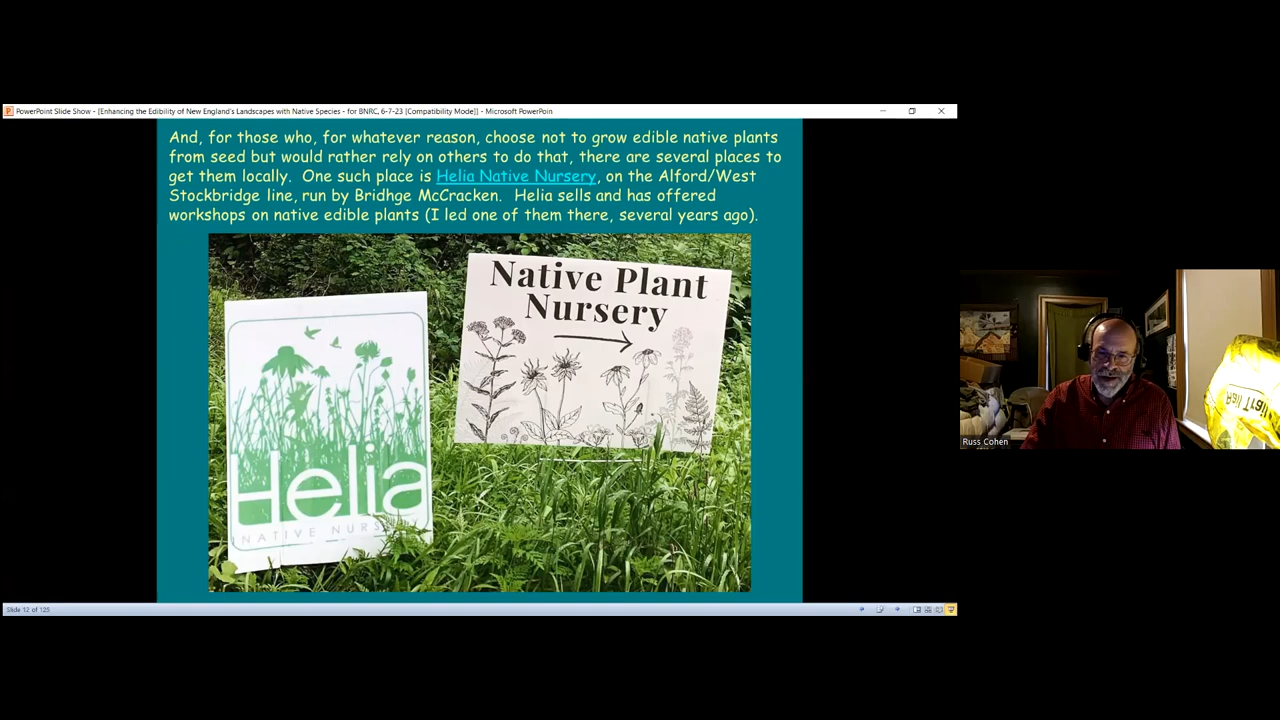 PowerPoint Slide Show - [Enhancing the Edibility of New England's Landscapes with Native Species - for BNRC, 6-7-23 [Compatibility Mode]] - Microsoft PowerPoin
And, for those who, for whatever reason, choose not to grow edible native plants
from seed but would rather rely on others to do that, there are several places to
get them locally. One such place is Helia Native Nursery, on the Alford/West
Stockbridge line, run by Bridhge McCracken. Helia sells and has offered
workshops on native edible plants (I led one of them there, several years ago).
Native Plant
Nursery
Helia
NATIVE NURSERY
Russ Cohen
Slide 12 of 125